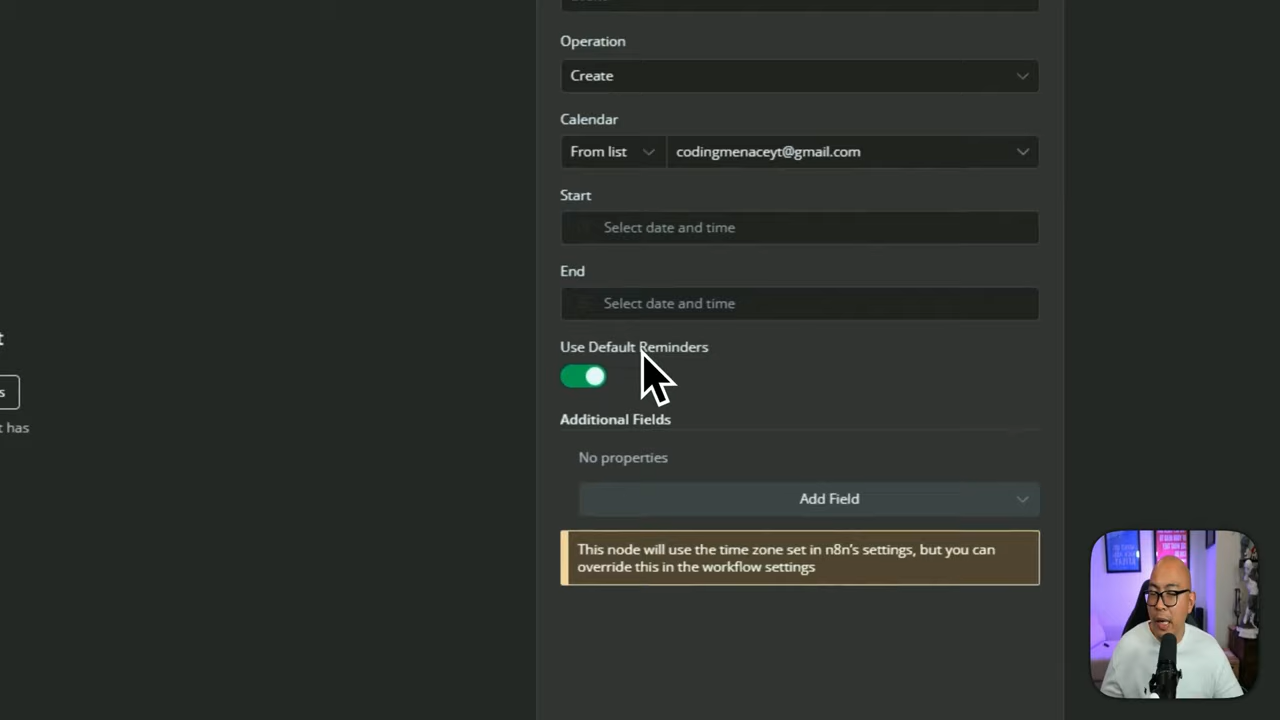 Operation
Create
Calendar
From list
codingmenaceyt@gmail.com
Start
Select date and time
End
Select date and time
Use Default Reminders
Additional Fields
No properties
Add Field
This node will use the time zone set in n8n's settings, but you can
override this in the workflow settings
t
s
t has